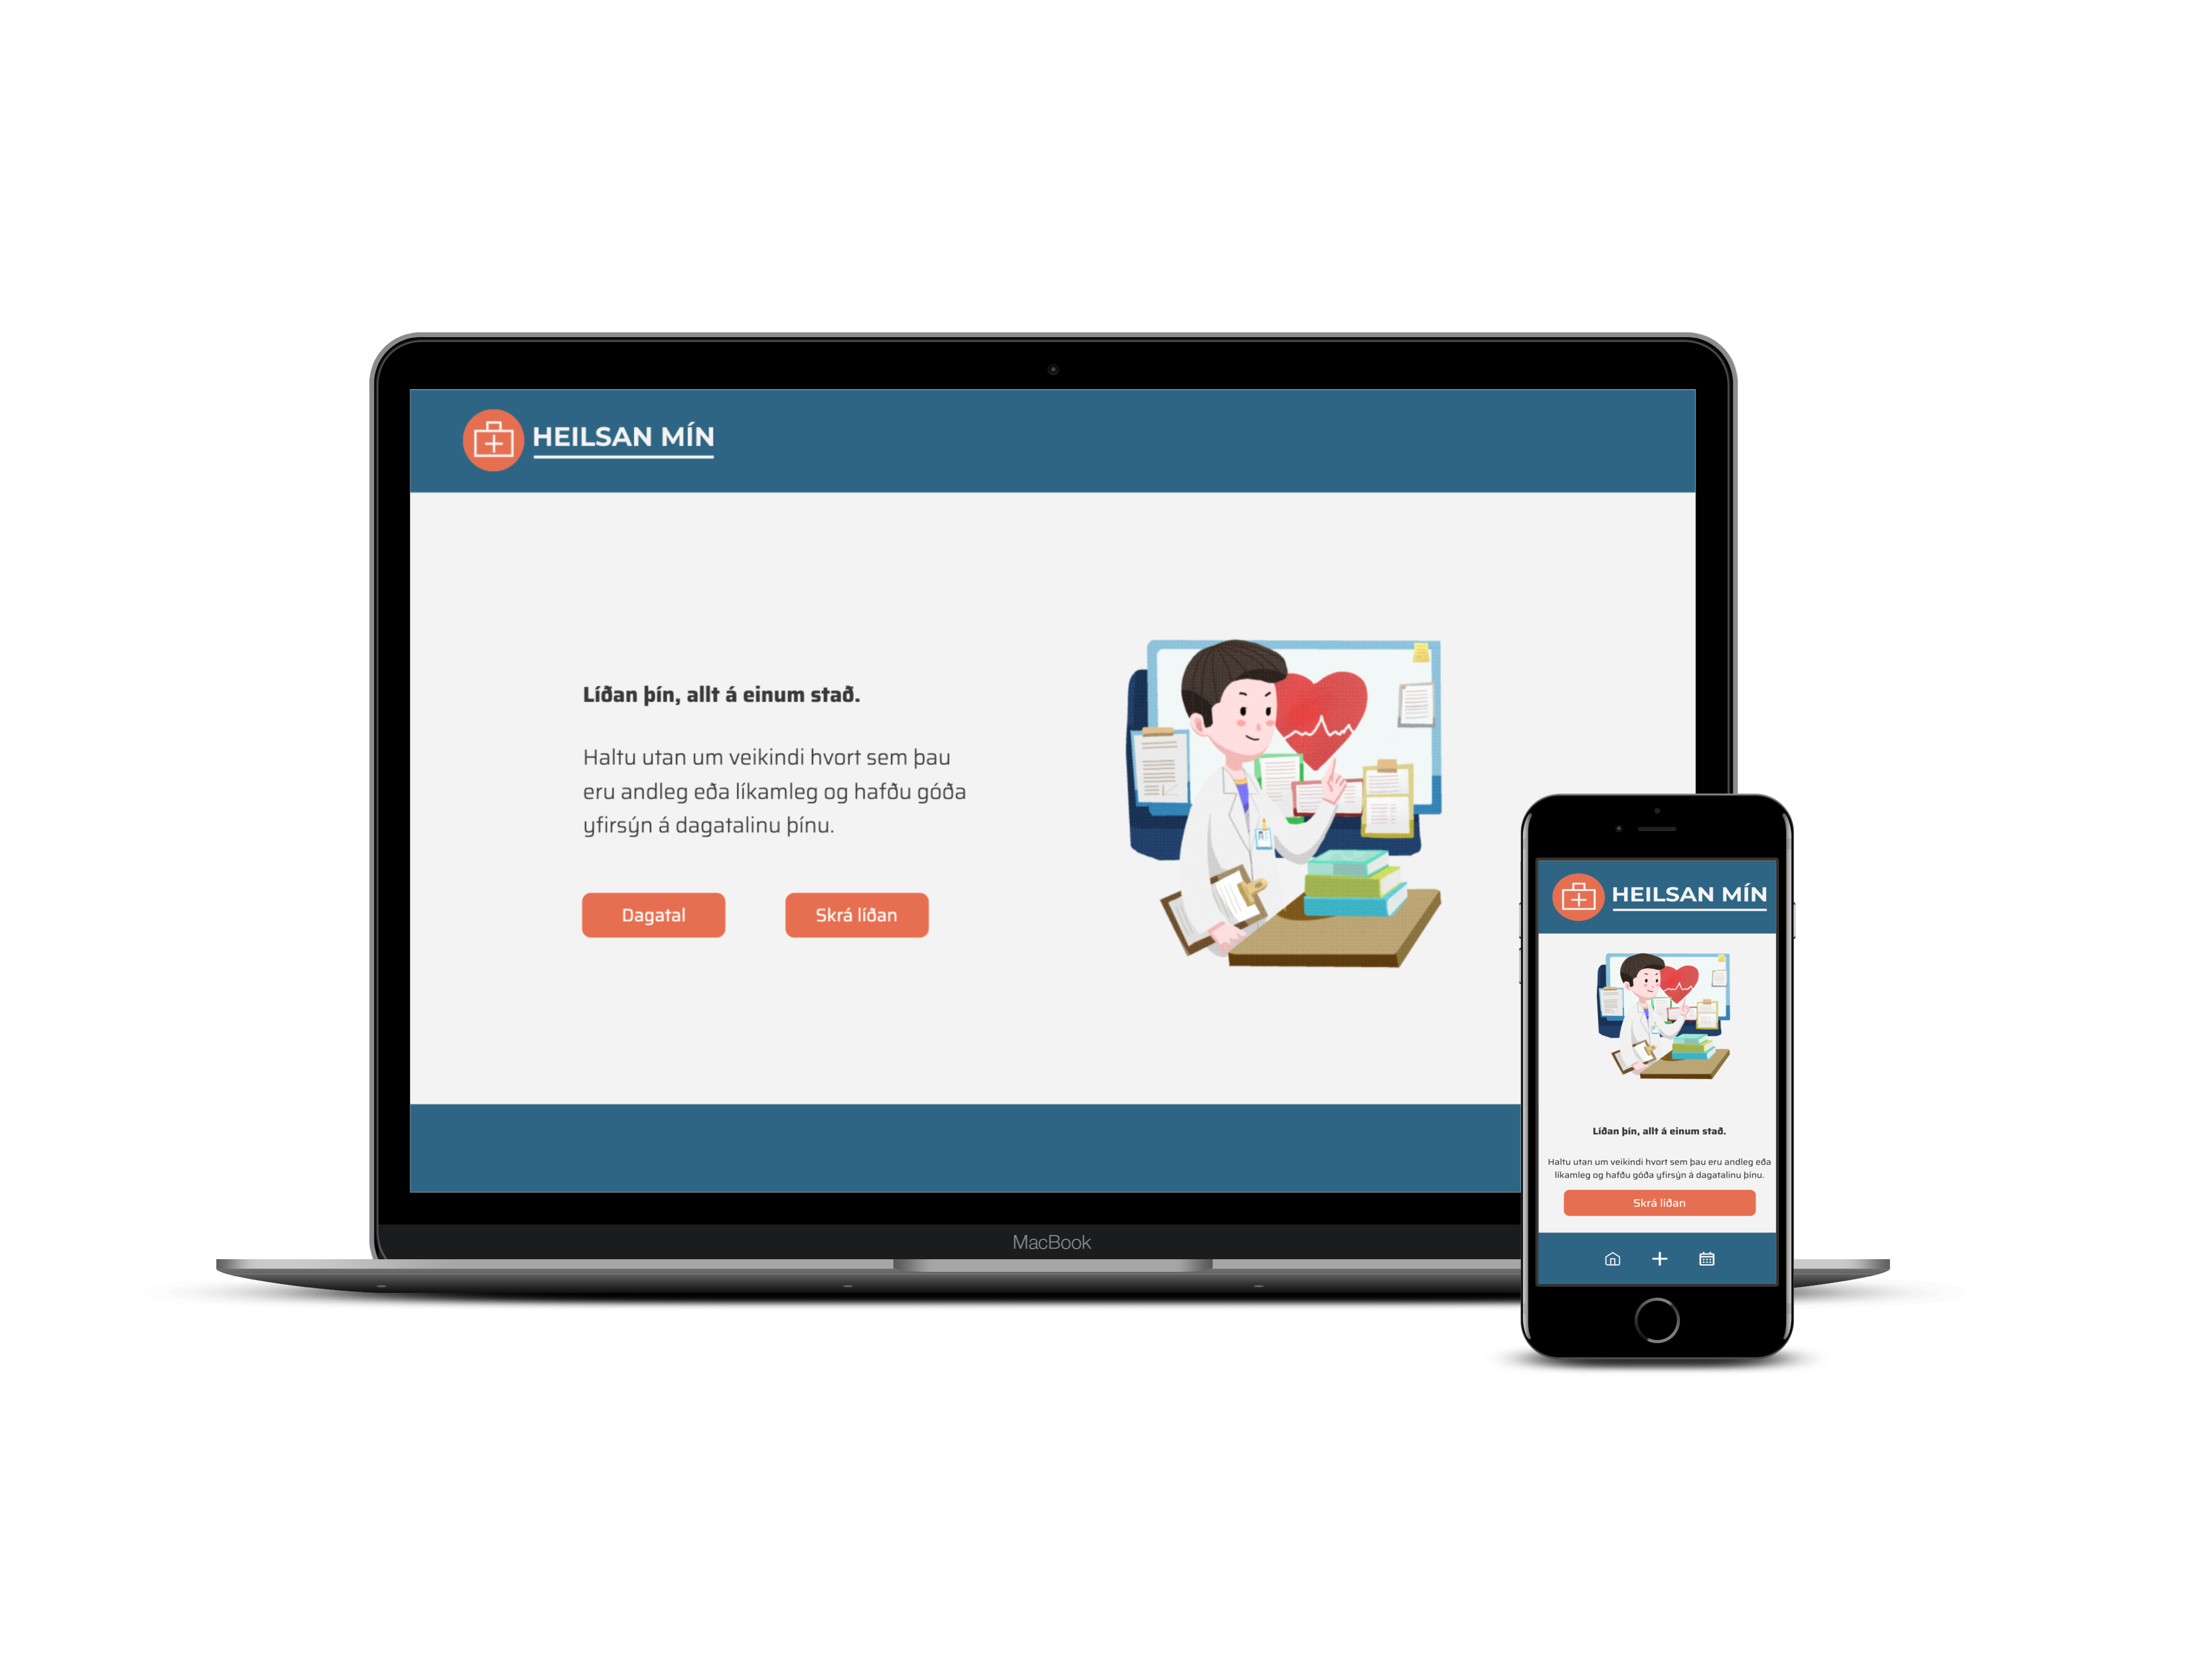 HEILSAN MÍN
Líðan þín, allt á einum stað.
Haltu utan um veikindi hvort sem þau
eru andleg eða líkamleg og hafðu góða
yfirsýn á dagatalinu þínu.
Dagatal
Skrá líðan
MacBook
HEILSAN MÍN
Líðan þín, allt á einum stað.
Haltu utan um veikindi hvort sem þau eru andleg eða
líkamleg og hafðu góða yfirsýn á dagatalinu þínu.
Skrá líðan